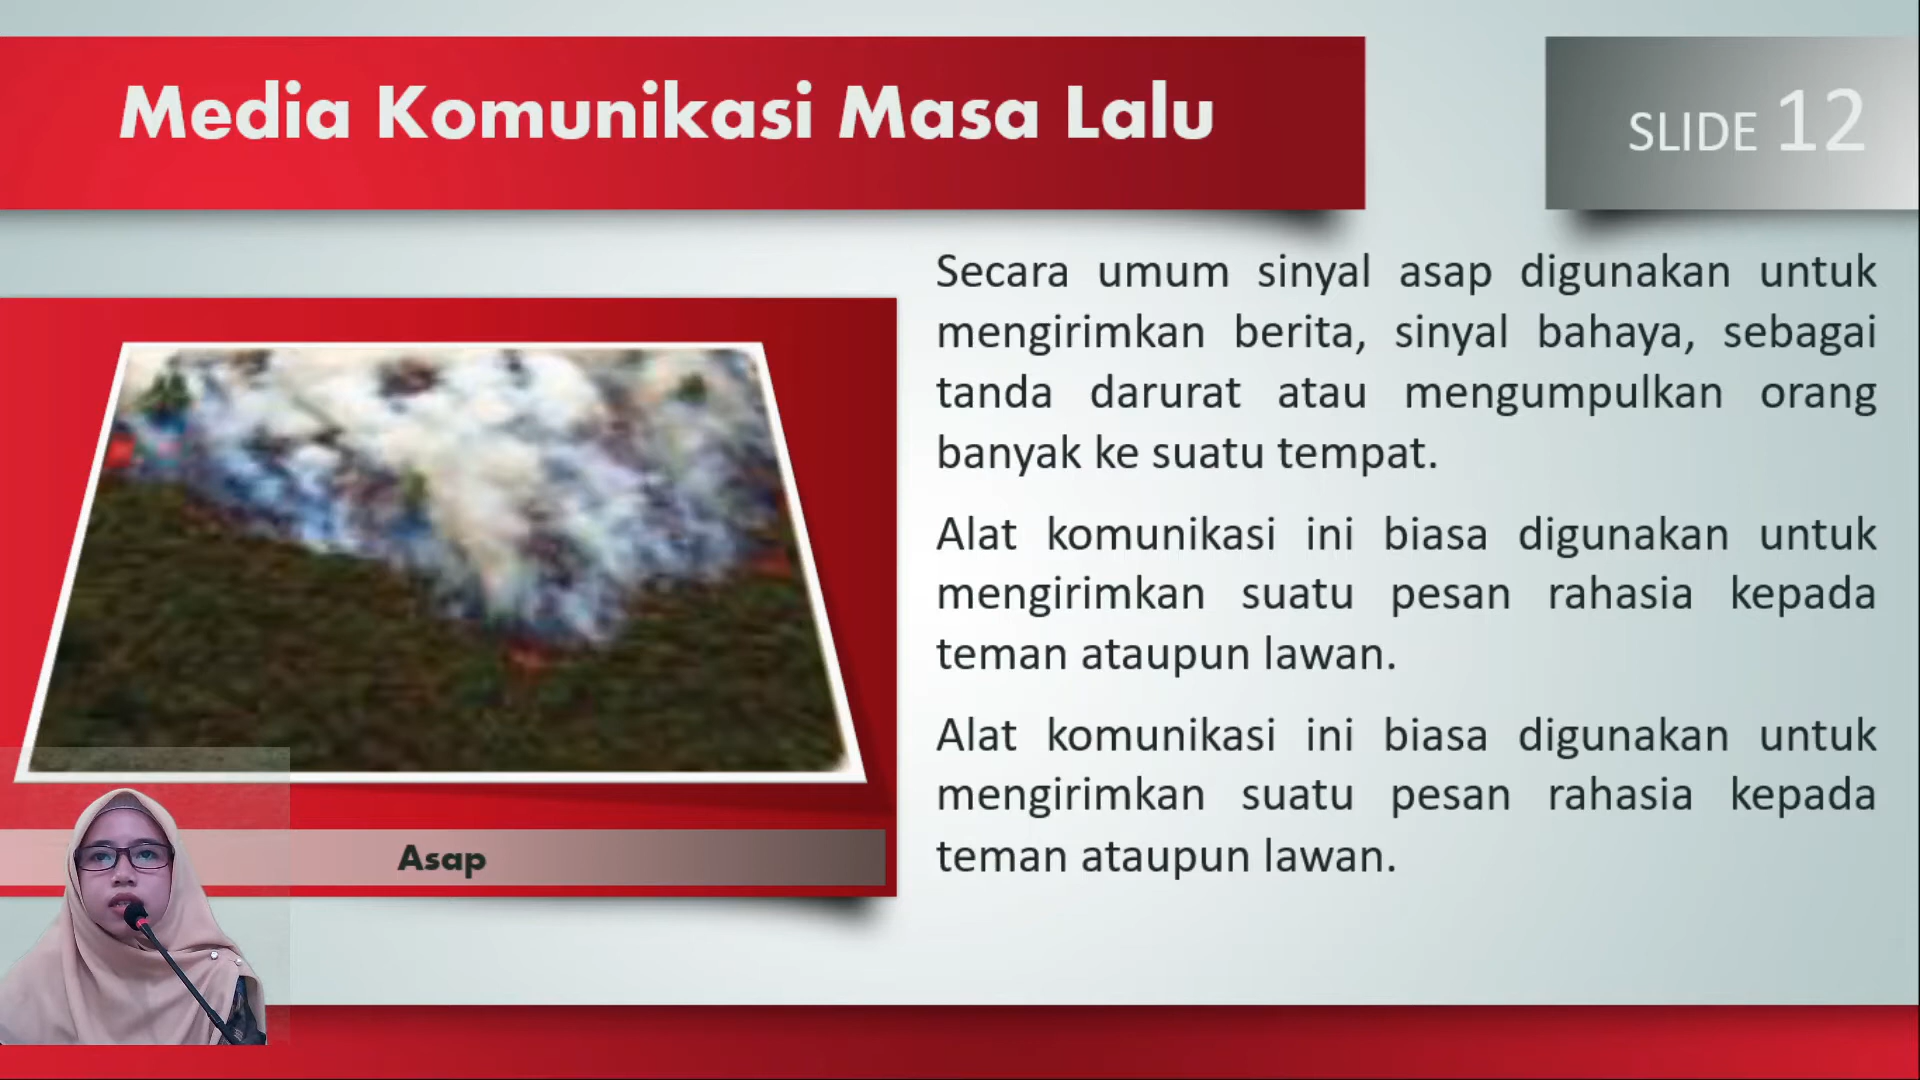 Media Komunikasi Masa Lalu
SLIDE 12
Secara umum sinyal asap digunakan untuk
mengirimkan berita, sinyal bahaya, sebagai
tanda darurat atau mengumpulkan orang
banyak ke suatu tempat.
Alat komunikasi ini biasa digunakan untuk
mengirimkan suatu pesan rahasia kepada
teman ataupun lawan.
Alat komunikasi ini biasa digunakan untuk
mengirimkan suatu pesan rahasia kepada
teman ataupun lawan.
Asap